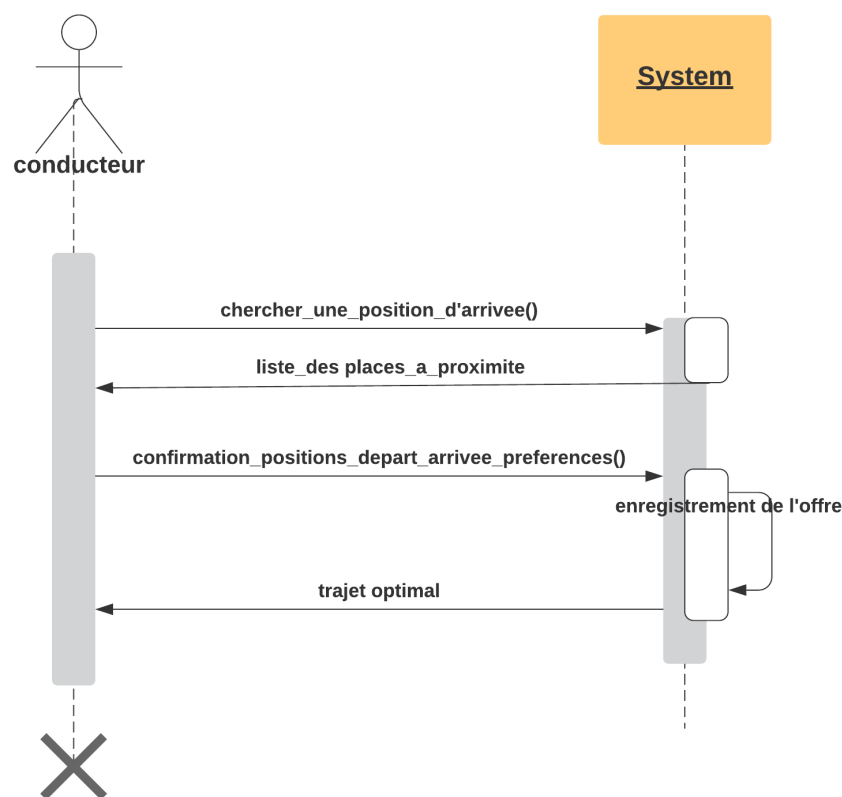 System
conducteur
chercher_une_position_d'arrivee()
liste_des places_a_proximite
confirmation_positions_depart_arrivee_preferences()
enregistrement de l'offre
trajet optimal